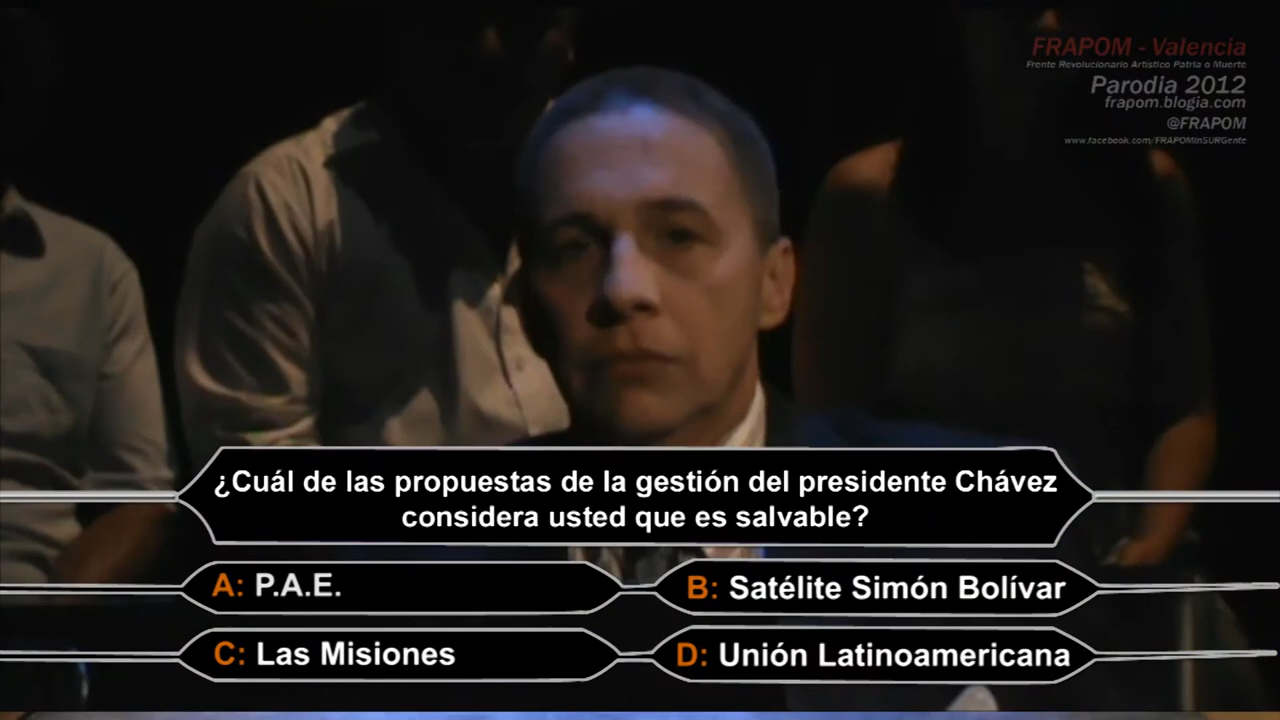 FRAPOM - Valencia
Frente Revolucionario Artístico Patria o Muerte
Parodia 2012
frapom.blogia.com
@FRAPOM
www.facebook.com/FRAPOMInSURGente
¿Cuál de las propuestas de la gestión del presidente Chávez
considera usted que es salvable?
A: P.A.E.
B: Satélite Simón Bolívar
C: Las Misiones
D: Unión Latinoamericana